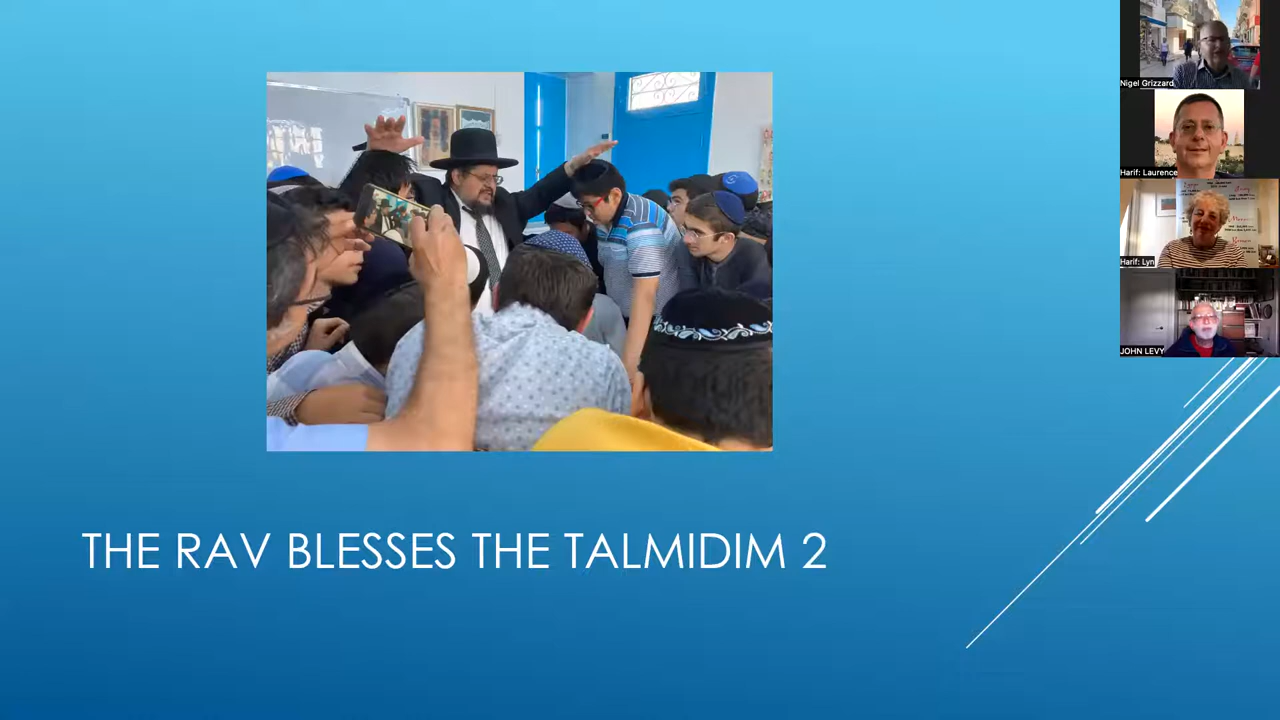 Nigel Grizzard
Harif: Laurence
Harif: Lyn
JOHN LEVY
THE RAV BLESSES THE TALMIDIM 2